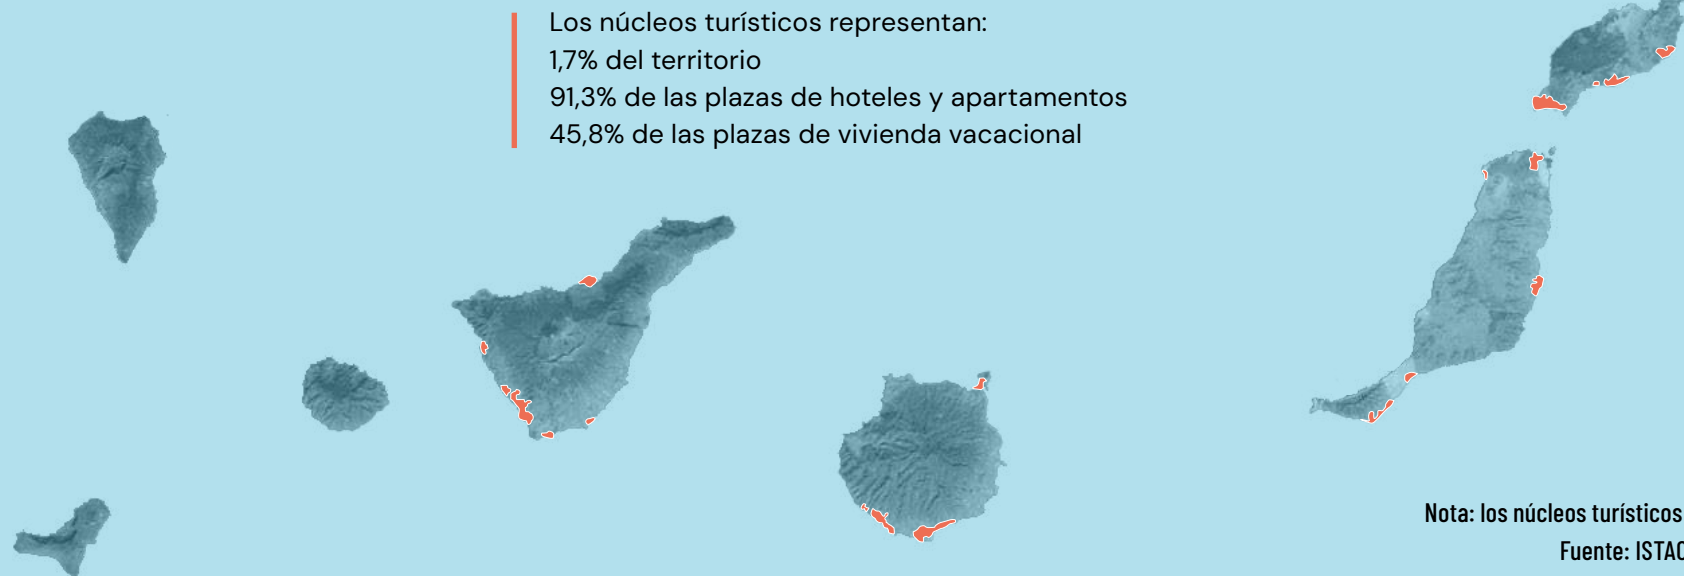 Los núcleos turísticos representan:
1,7% del territorio
91,3% de las plazas de hoteles y apartamentos
45,8% de las plazas de vivienda vacacional
Nota: los núcleos turísticos
Fuente: ISTAC